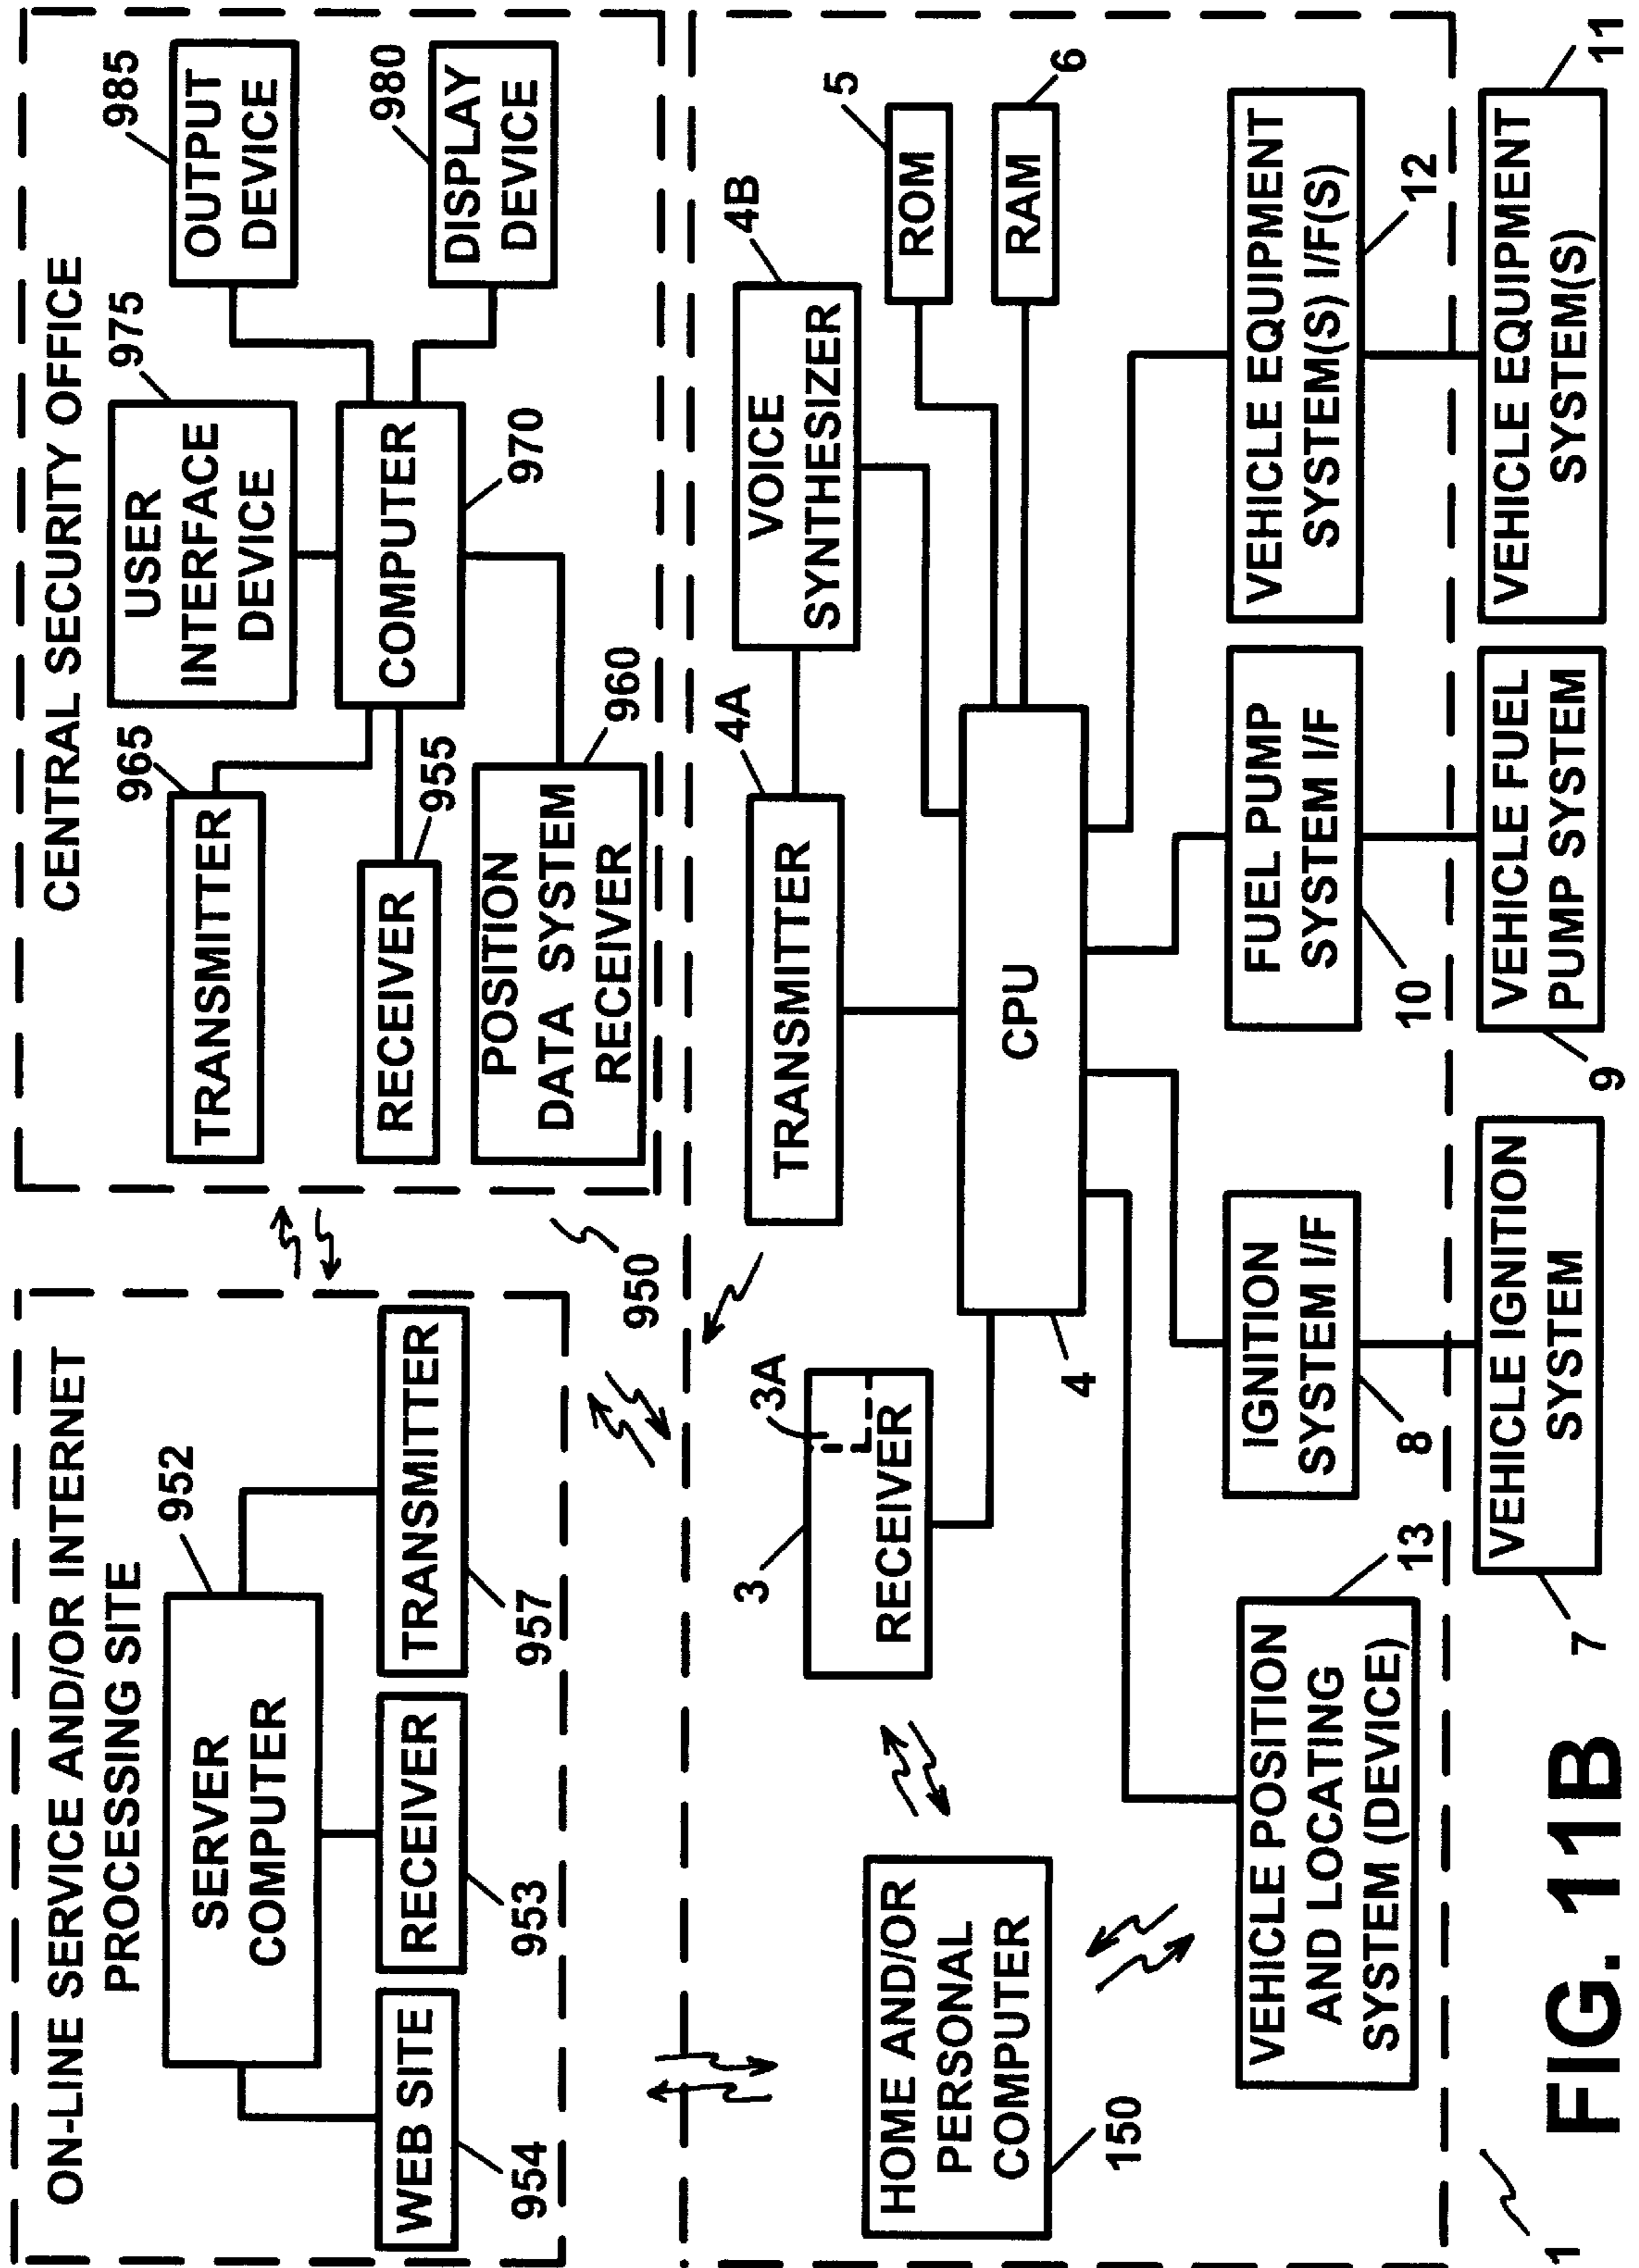 ON-LINE SERVICE AND/OR INTERNET
PROCESSING SITE
952
SERVER
COMPUTER
WEB SITE
RECEIVER
TRANSMITTER
954
953
957
CENTRAL SECURITY OFFICE
965
TRANSMITTER
975
USER
INTERFACE
DEVICE
985
OUTPUT
DEVICE
RECEIVER
955
COMPUTER
970
980
DISPLAY
DEVICE
POSITION
DATA SYSTEM
RECEIVER
960
950
HOME AND/OR
PERSONAL
COMPUTER
150
3
3A
RECEIVER
4A
TRANSMITTER
4B
VOICE
SYNTHESIZER
5
ROM
6
RAM
CPU
4
VEHICLE POSITION
AND LOCATING
SYSTEM (DEVICE)
13
IGNITION
SYSTEM I/F
8
FUEL PUMP
SYSTEM I/F
10
VEHICLE EQUIPMENT
SYSTEM(S) I/F(S)
12
VEHICLE IGNITION
SYSTEM
7
VEHICLE FUEL
PUMP SYSTEM
9
VEHICLE EQUIPMENT
SYSTEM(S)
11
1
FIG. 11B